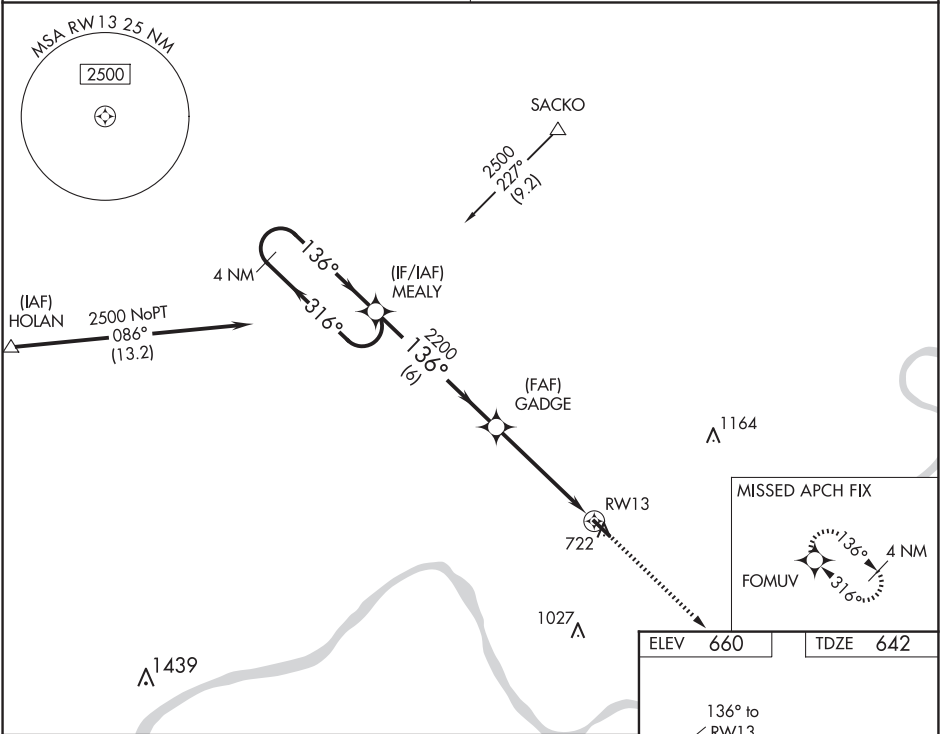 MSA RW13 25 NM
2500
SACKO
2500
227°
(9.2)
136°
4 NM
316°
(IF/IAF)
MEALY
(IAF)
HOLAN
2500 NoPT
086°
(13.2)
2200
136°
(6)
(FAF)
GADGE
1164
RW13
722
MISSED APCH FIX
136°
4 NM
FOMUV
316°
1027
1439
ELEV 660
TDZE 642
136° to
RW13